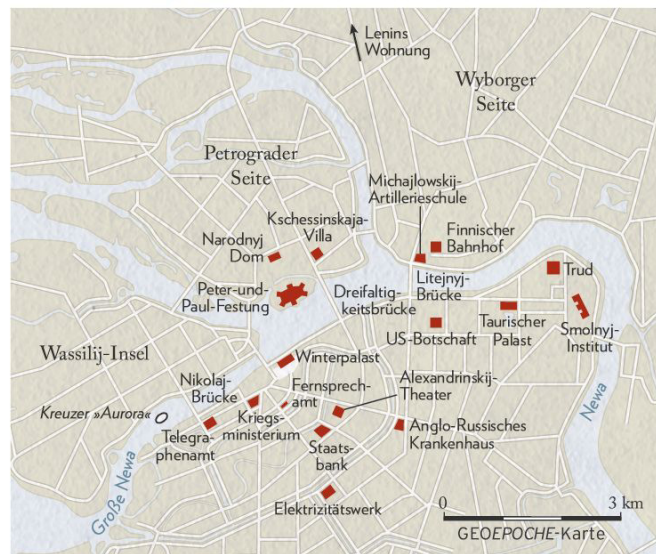 Lenins
Wohnung
Wyborger
Seite
Petrograder
Seite
Michajlowskij-
Artillerieschule
Kschessinskaja-
Villa
Narodnyj
Dom
Finnischer
Bahnhof
Peter-und-
Paul-Festung
Dreifaltig-
keitsbrücke
Litejnyj-
Brücke
Trud
US-Botschaft
Taurischer
Palast
Smolnyj-
Institut
Wassilij-Insel
Winterpalast
Nikolaj-
Brücke
Fernsprech-
amt
Alexandrinskij-
Theater
Kreuzer »Aurora«
Kriegs-
ministerium
Telegra-
phenamt
Staats-
bank
Anglo-Russisches
Krankenhaus
Newa
Große Newa
Elektrizitätswerk
0 3 km
GEOEPOCHE-Karte